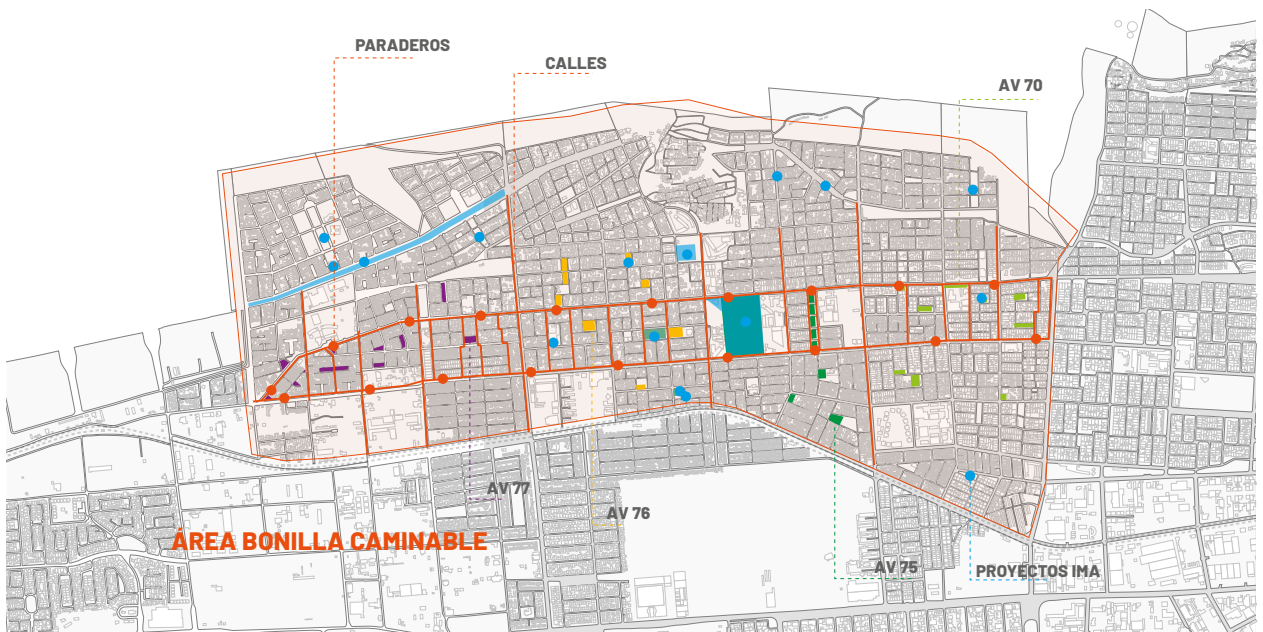 PARADEROS
CALLES
AV 70
AV 77
AV 76
ÁREA BONILLA CAMINABLE
AV 75
PROYECTOS IMA